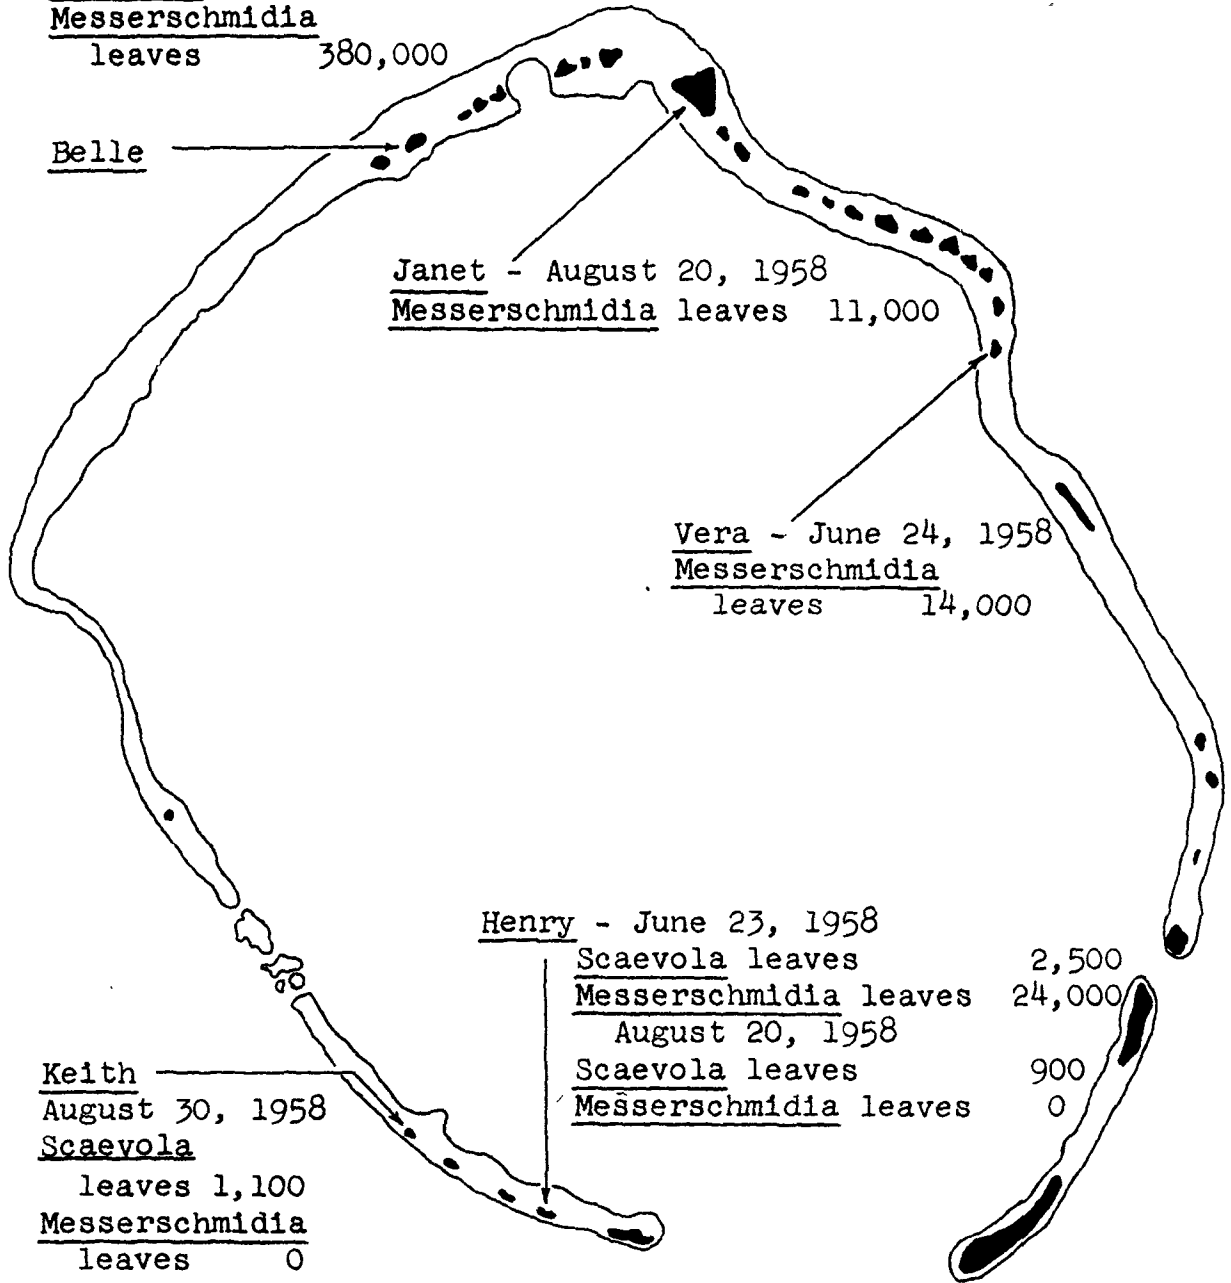 Messerschmidia
leaves 380,000
Belle
Janet - August 20, 1958
Messerschmidia leaves 11,000
Vera - June 24, 1958
Messerschmidia
leaves 14,000
Henry - June 23, 1958
Scaevola leaves 2,500
Messerschmidia leaves 24,000
August 20, 1958
Scaevola leaves 900
Messerschmidia leaves 0
Keith
August 30, 1958
Scaevola
leaves 1,100
Messerschmidia
leaves 0